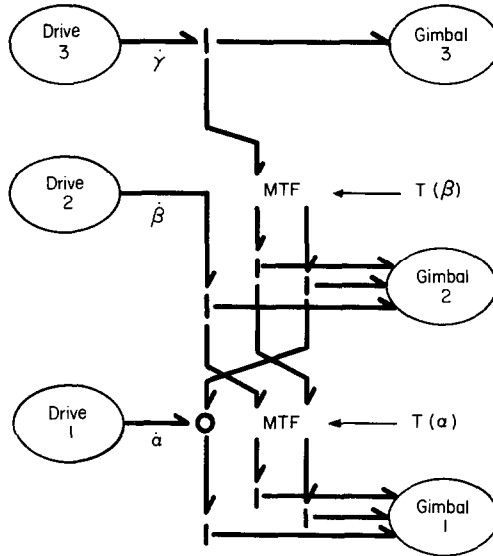 Drive
3
γ̇
Gimbal
3
Drive
2
β̇
MTF
T (β)
Gimbal
2
Drive
1
α̇
MTF
T (α)
Gimbal
1